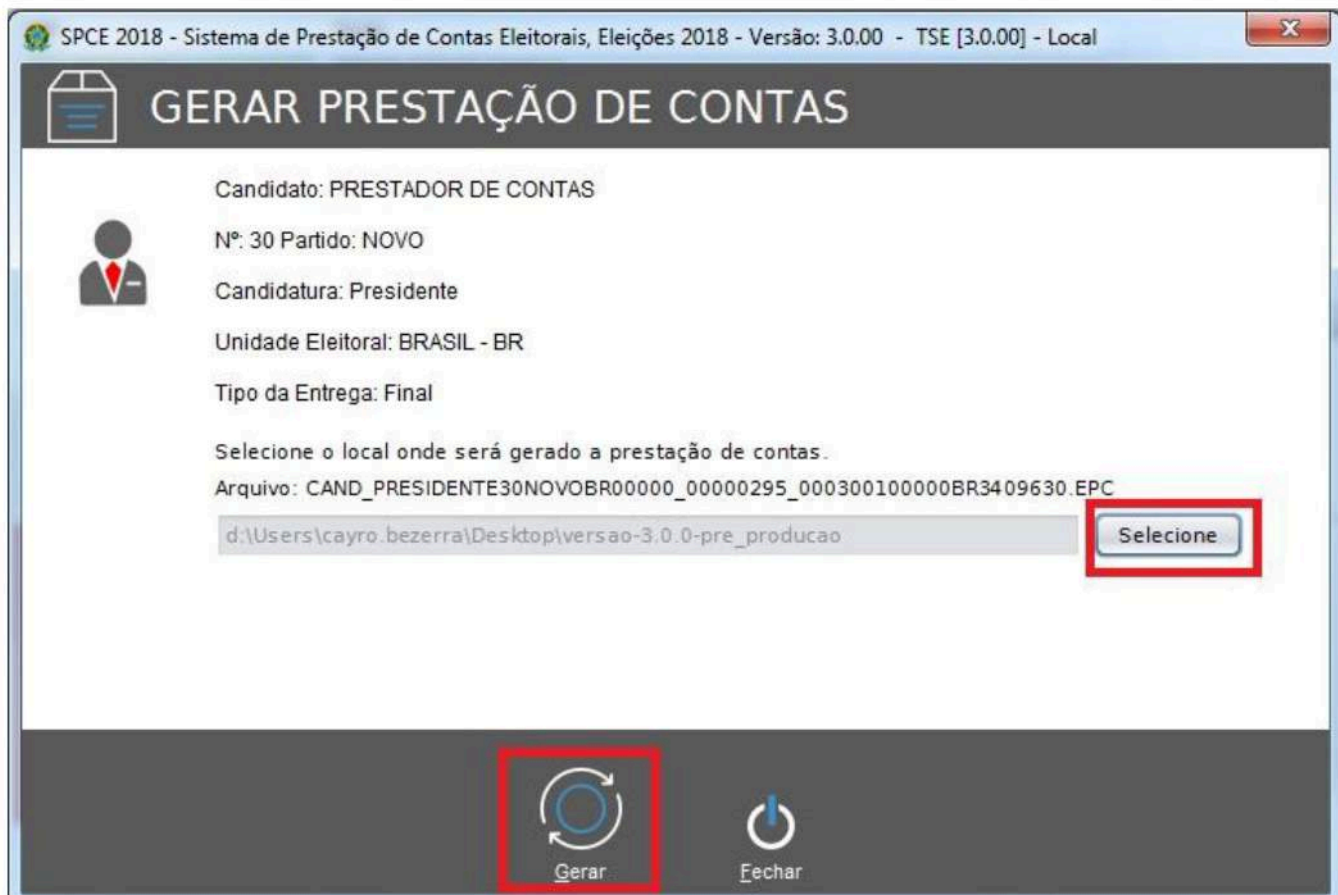 SPCE 2018 - Sistema de Prestação de Contas Eleitorais, Eleições 2018 - Versão: 3.0.00 - TSE [3.0.00] - Local
GERAR PRESTAÇÃO DE CONTAS
Candidato: PRESTADOR DE CONTAS
Nº: 30 Partido: NOVO
Candidatura: Presidente
Unidade Eleitoral: BRASIL - BR
Tipo da Entrega: Final
Selecione o local onde será gerado a prestação de contas.
Arquivo: CAND_PRESIDENTE30NOVOBR00000_00000295_000300100000BR3409630.EPC
d:\Users\cayro.bezerra\Desktop\versao-3.0.0-pre_producao
Selecione
Gerar
Fechar